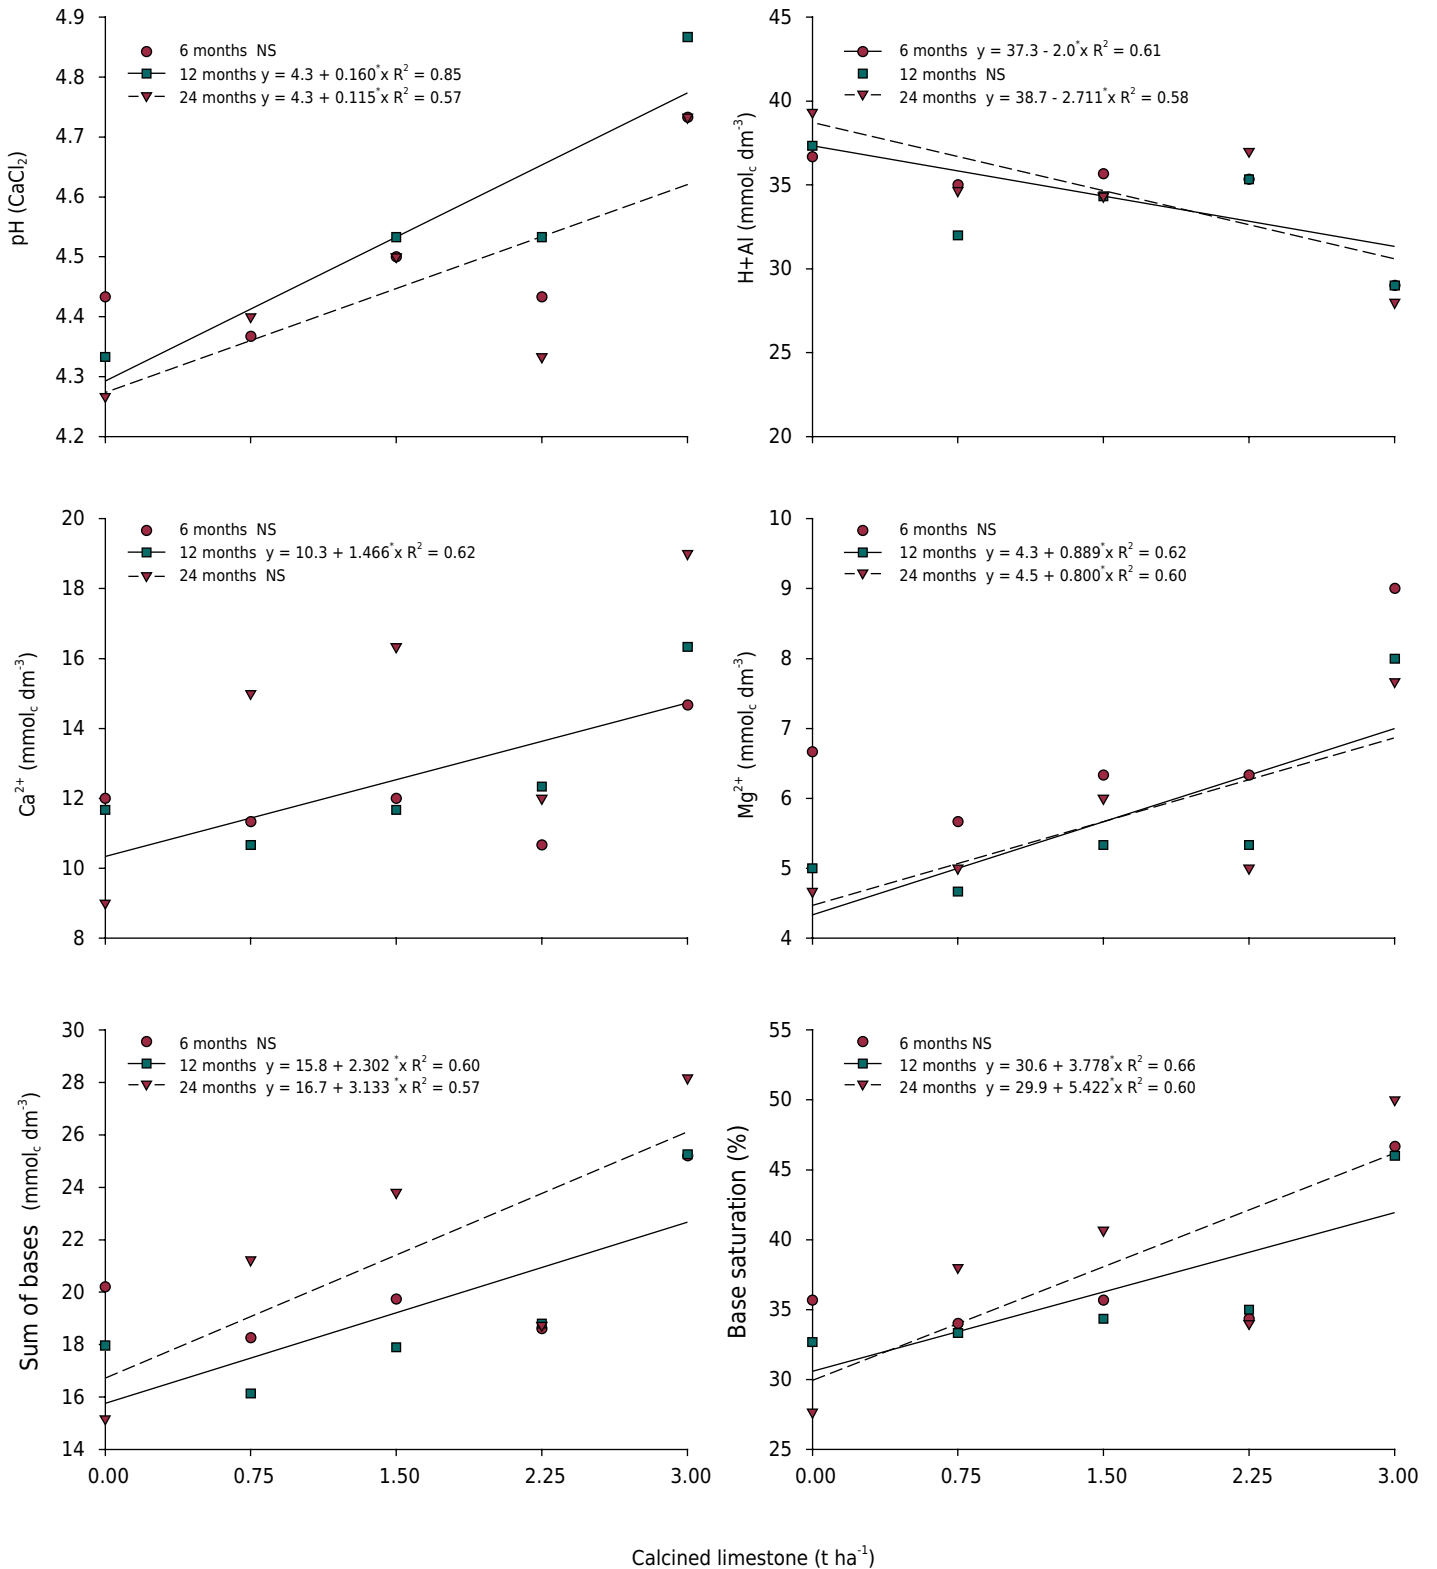 pH (CaCl2)
4.9
4.8
4.7
4.6
4.5
4.4
4.3
4.2
6 months NS
12 months y = 4.3 + 0.160*x R² = 0.85
24 months y = 4.3 + 0.115*x R² = 0.57
H+Al (mmolc dm⁻³)
45
40
35
30
25
20
6 months y = 37.3 - 2.0*x R² = 0.61
12 months NS
24 months y = 38.7 - 2.711*x R² = 0.58
Ca²⁺ (mmolc dm⁻³)
20
18
16
14
12
10
8
6 months NS
12 months y = 10.3 + 1.466*x R² = 0.62
24 months NS
Mg²⁺ (mmolc dm⁻³)
10
9
8
7
6
5
4
6 months NS
12 months y = 4.3 + 0.889*x R² = 0.62
24 months y = 4.5 + 0.800*x R² = 0.60
Sum of bases (mmolc dm⁻³)
30
28
26
24
22
20
18
16
14
6 months NS
12 months y = 15.8 + 2.302 *x R² = 0.60
24 months y = 16.7 + 3.133 *x R² = 0.57
0.00 0.75 1.50 2.25 3.00
Base saturation (%)
55
50
45
40
35
30
25
6 months NS
12 months y = 30.6 + 3.778*x R² = 0.66
24 months y = 29.9 + 5.422*x R² = 0.60
0.00 0.75 1.50 2.25 3.00
Calcined limestone (t ha⁻¹)